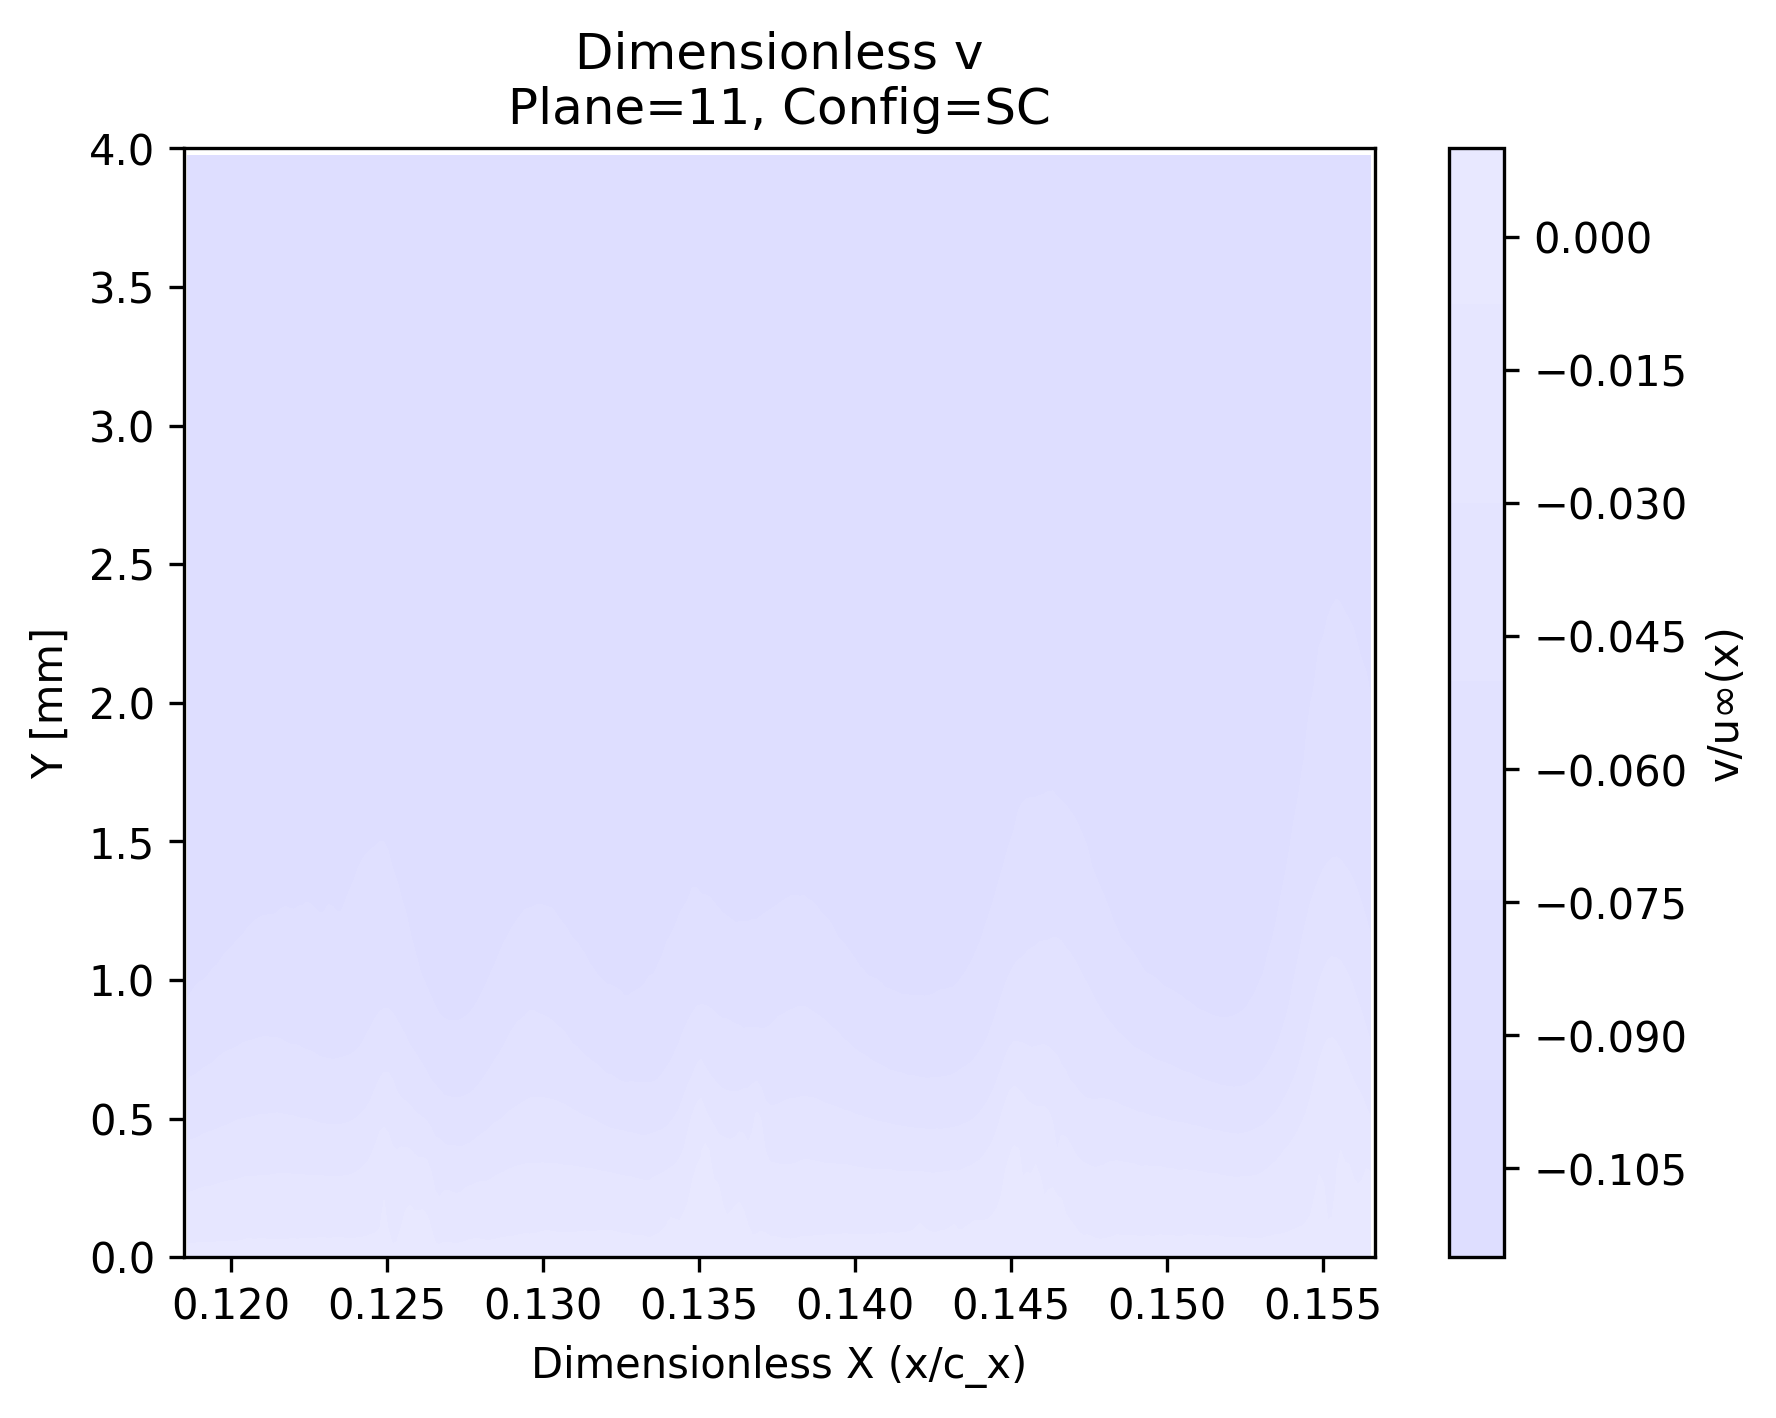 Dimensionless v
Plane=11, Config=SC
4.0
3.5
3.0
2.5
2.0
1.5
1.0
0.5
0.0
Y [mm]
0.120 0.125 0.130 0.135 0.140 0.145 0.150 0.155
Dimensionless X (x/c_x)
0.000
−0.015
−0.030
−0.045
−0.060
−0.075
−0.090
−0.105
v/u∞(x)